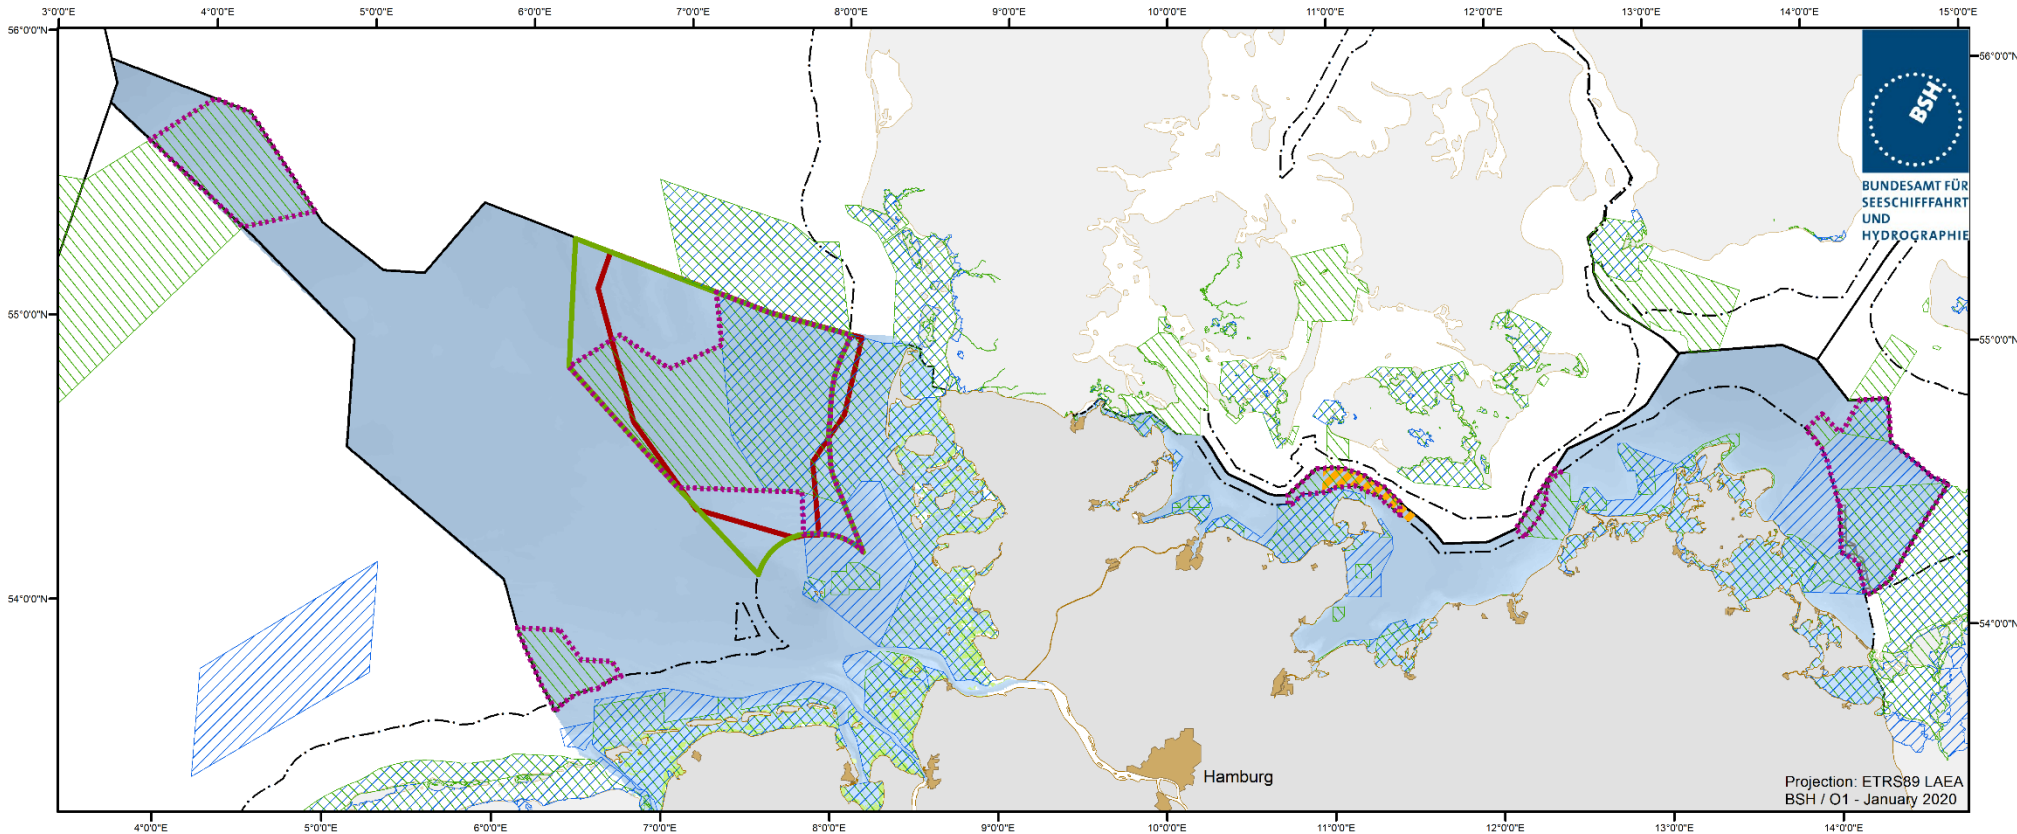 3°0'0"E 4°0'0"E 5°0'0"E 6°0'0"E 7°0'0"E 8°0'0"E 9°0'0"E 10°0'0"E 11°0'0"E 12°0'0"E 13°0'0"E 14°0'0"E 15°0'0"E
56°0'0"N
56°0'0"N
BSH
BUNDESAMT FÜR
SEESCHIFFFAHRT
UND
HYDROGRAPHIE
55°0'0"N
55°0'0"N
54°0'0"N
54°0'0"N
Hamburg
Projection: ETRS89 LAEA
BSH / O1 - January 2020
4°0'0"E 5°0'0"E 6°0'0"E 7°0'0"E 8°0'0"E 9°0'0"E 10°0'0"E 11°0'0"E 12°0'0"E 13°0'0"E 14°0'0"E